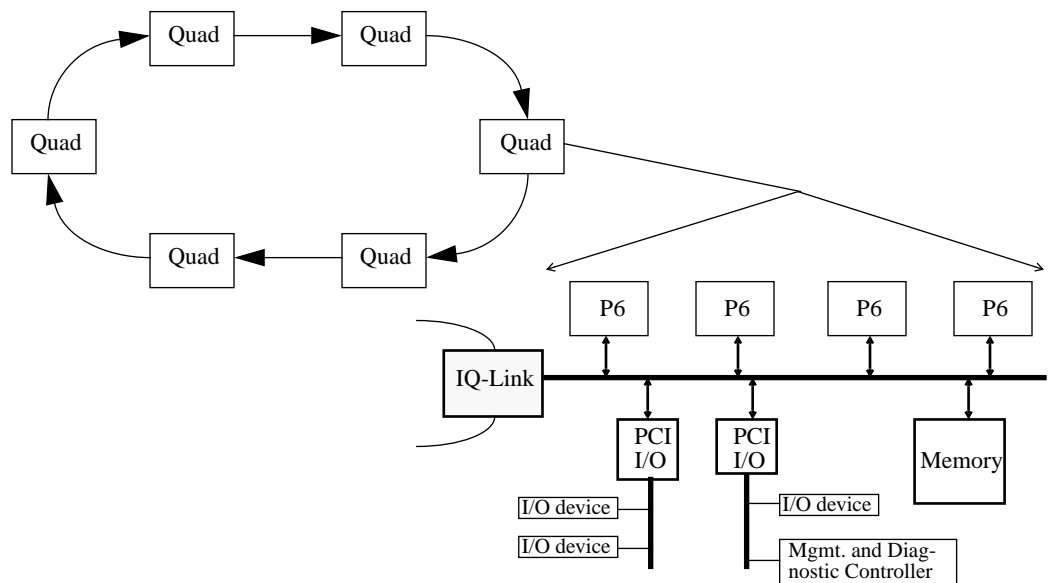 Quad
Quad
Quad
Quad
Quad
Quad
P6
P6
P6
P6
IQ-Link
PCI
I/O
PCI
I/O
Memory
I/O device
I/O device
I/O device
Mgmt. and Diag-
nostic Controller